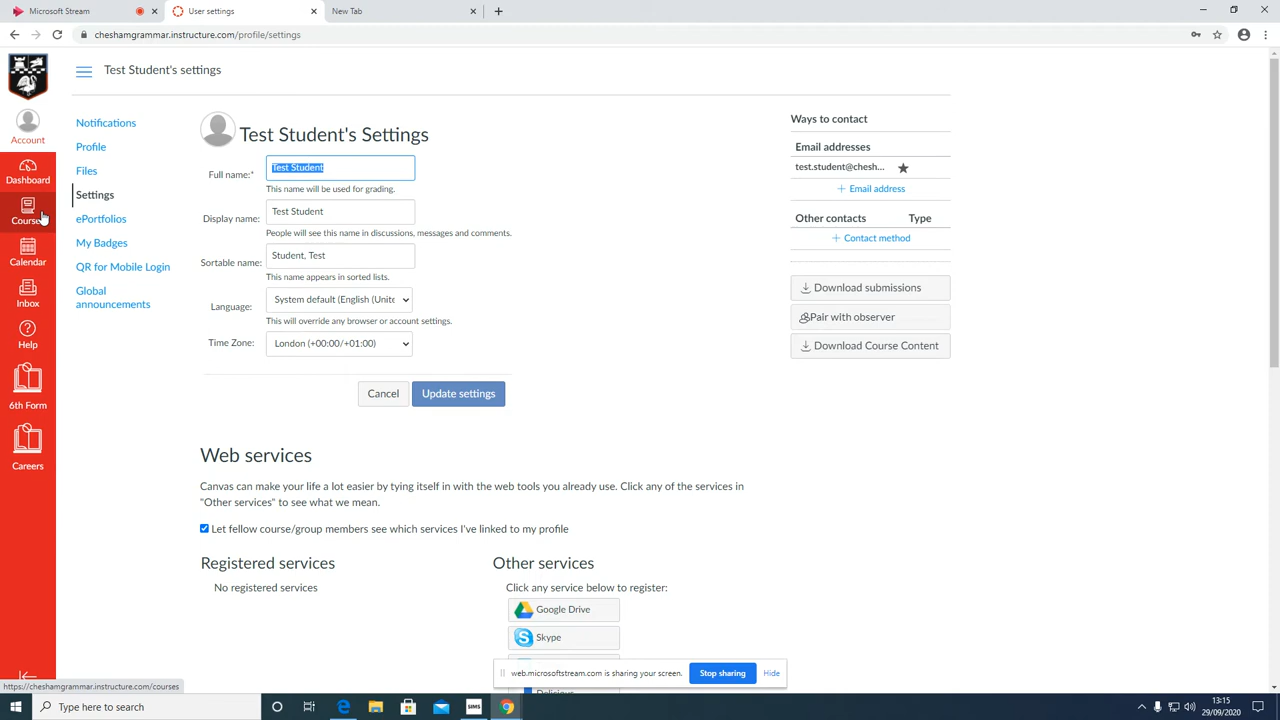 Microsoft Stream
User settings
New Tab
cheshamgrammar.instructure.com/profile/settings
Test Student's settings
Account
Dashboard
Courses
Calendar
Inbox
Help
6th Form
Careers
Notifications
Profile
Files
Settings
ePortfolios
My Badges
QR for Mobile Login
Global
announcements
Test Student's Settings
Full name:* Test Student
This name will be used for grading.
Display name: Test Student
People will see this name in discussions, messages and comments.
Sortable name: Student, Test
This name appears in sorted lists.
Language: System default (English (Unite
This will override any browser or account settings.
Time Zone: London (+00:00/+01:00)
Cancel Update settings
Web services
Canvas can make your life a lot easier by tying itself in with the web tools you already use. Click any of the services in
"Other services" to see what we mean.
Let fellow course/group members see which services I've linked to my profile
Registered services
No registered services
Other services
Click any service below to register:
Google Drive
Skype
Delicious
Ways to contact
Email addresses
test.student@chesh...
+ Email address
Other contacts Type
+ Contact method
Download submissions
Pair with observer
Download Course Content
web.microsoftstream.com is sharing your screen. Stop sharing Hide
https://cheshamgrammar.instructure.com/courses
Type here to search
SIMS
13:15
29/09/2020